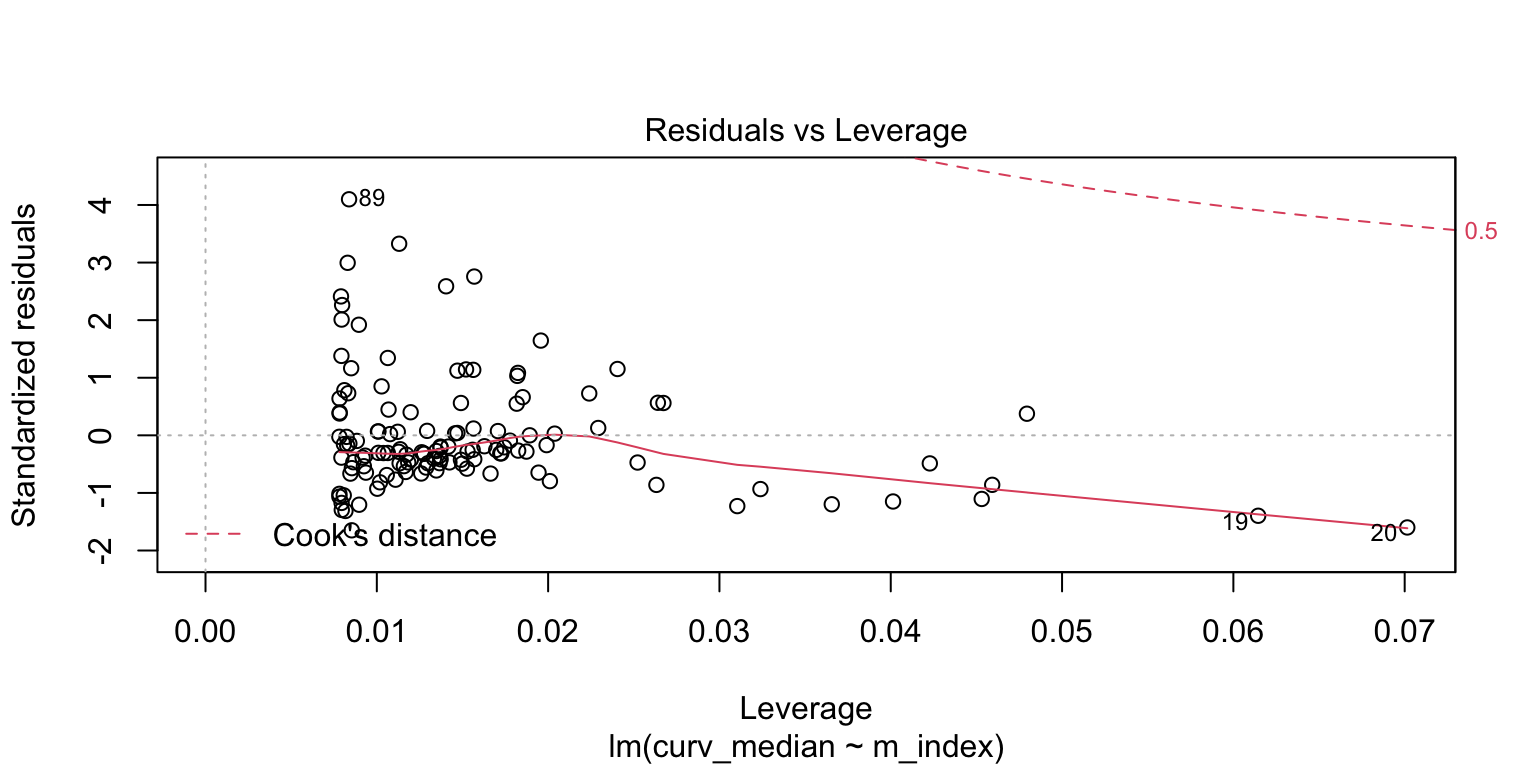 Residuals vs Leverage
Standardized residuals
4
3
2
1
0
-1
-2
89
0.5
19
20
Cook's distance
0.00 0.01 0.02 0.03 0.04 0.05 0.06 0.07
Leverage
lm(curv_median ~ m_index)